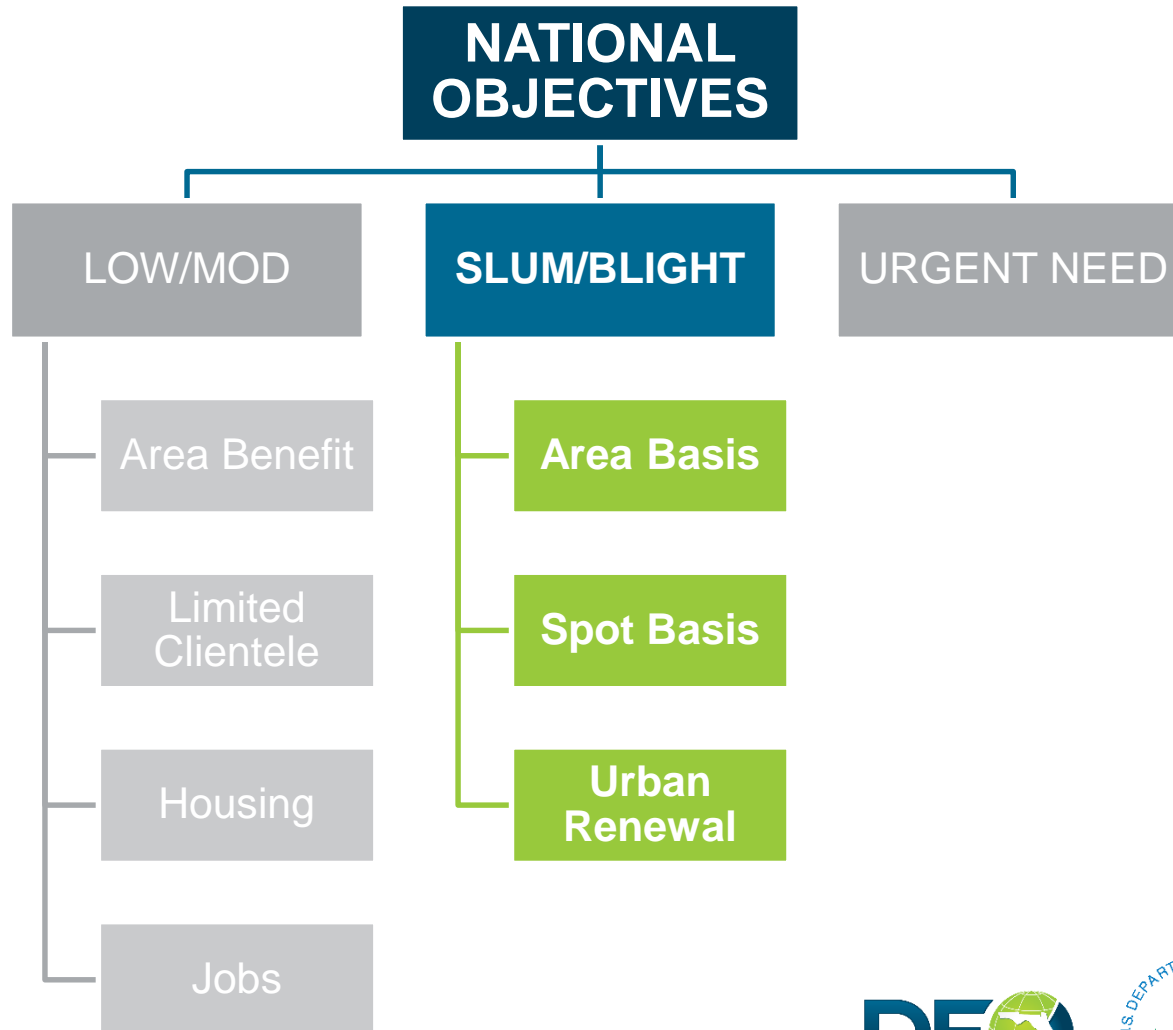 NATIONAL
OBJECTIVES
LOW/MOD
SLUM/BLIGHT
URGENT NEED
Area Benefit
Area Basis
Limited
Clientele
Spot Basis
Housing
Urban
Renewal
Jobs
DEO